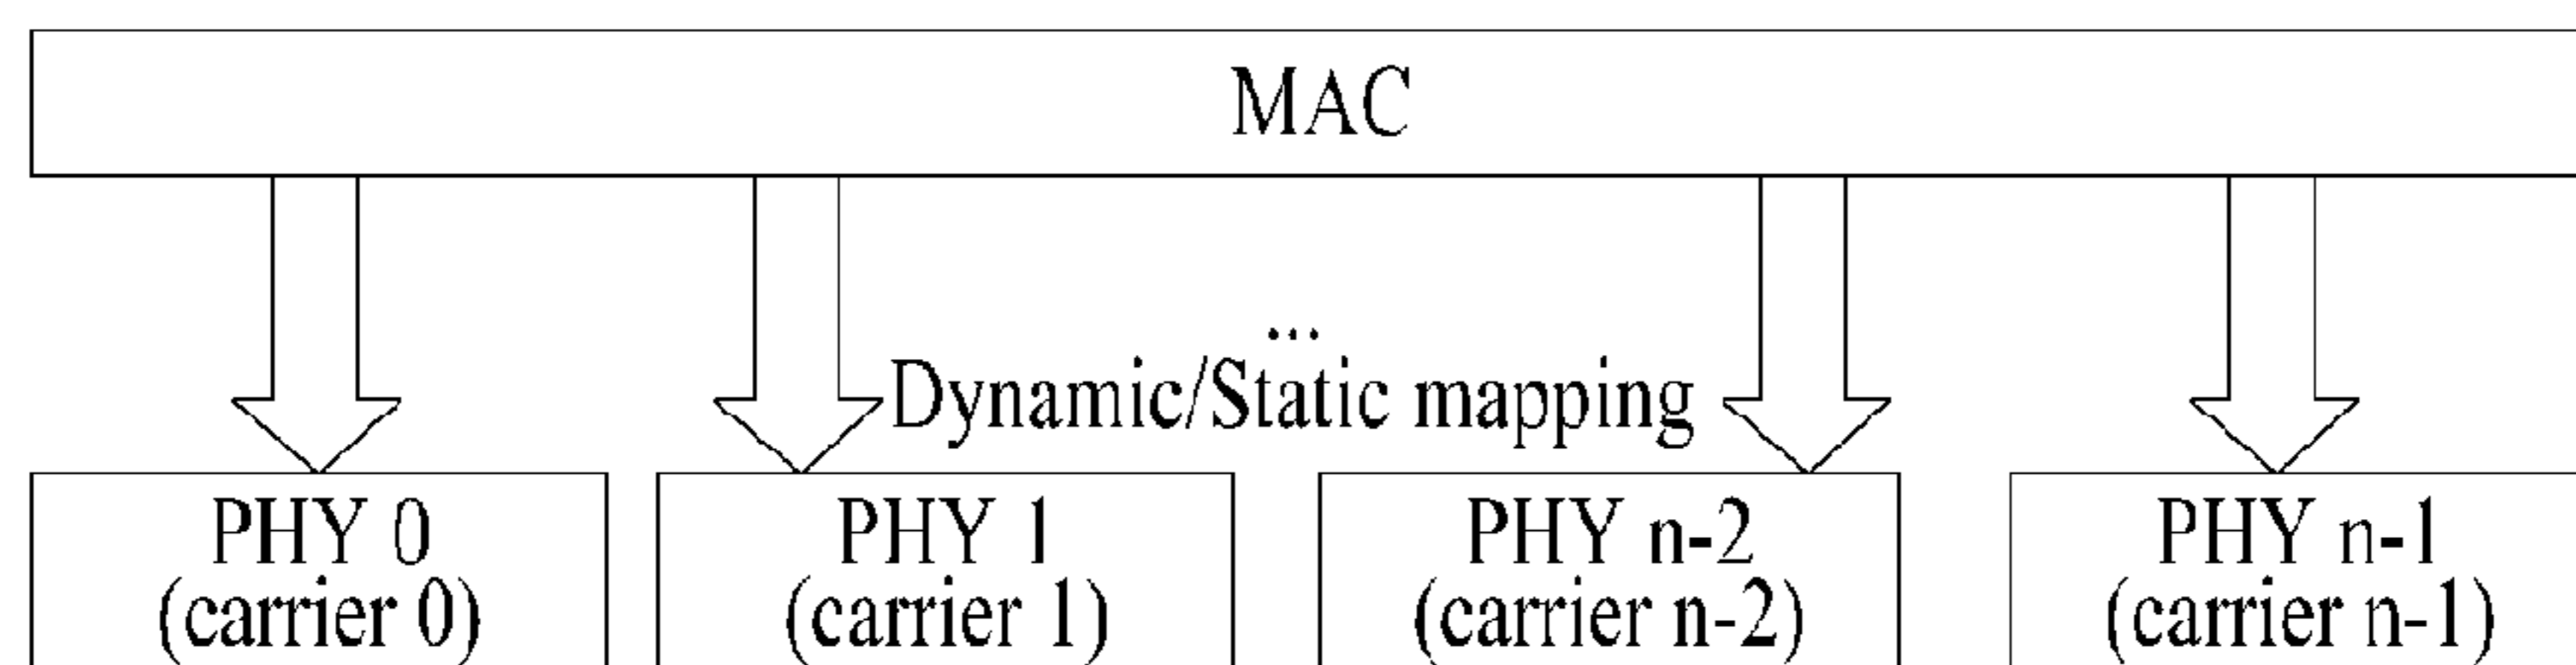 MAC
...
Dynamic/Static mapping
PHY 0
(carrier 0)
PHY 1
(carrier 1)
PHY n-2
(carrier n-2)
PHY n-1
(carrier n-1)